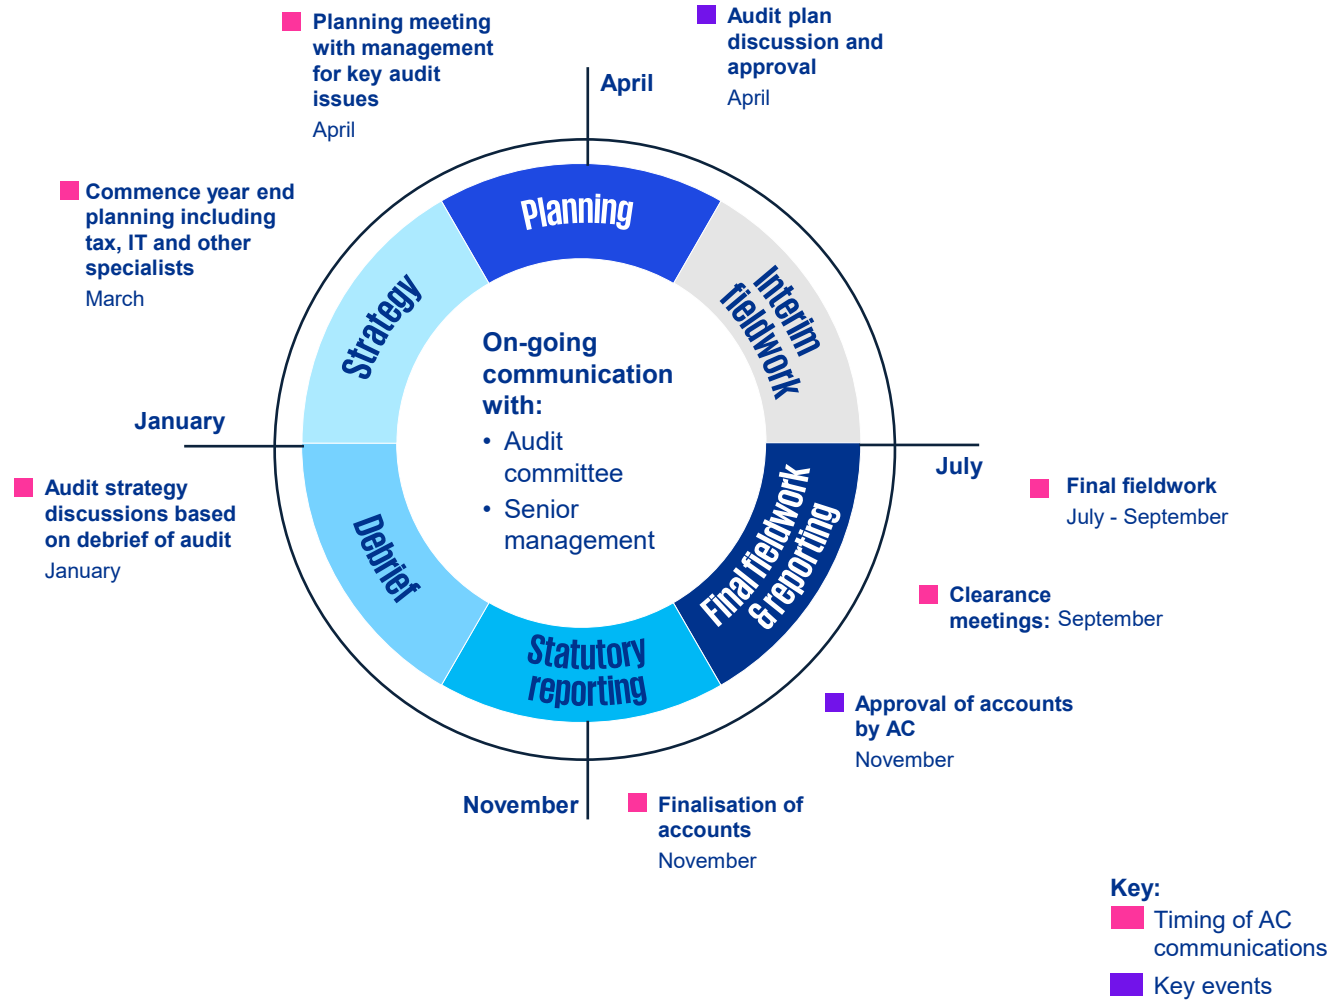 Planning meeting
with management
for key audit
issues
April
Audit plan
discussion and
approval
April
April
Commence year end
planning including
tax, IT and other
specialists
March
Planning
Strategy
Interim
fieldwork
On-going
communication
with:
• Audit
committee
• Senior
management
January
July
Audit strategy
discussions based
on debrief of audit
January
Debrief
Final fieldwork
& reporting
Statutory
reporting
Final fieldwork
July - September
Clearance
meetings: September
Approval of accounts
by AC
November
November
Finalisation of
accounts
November
Key:
Timing of AC
communications
Key events